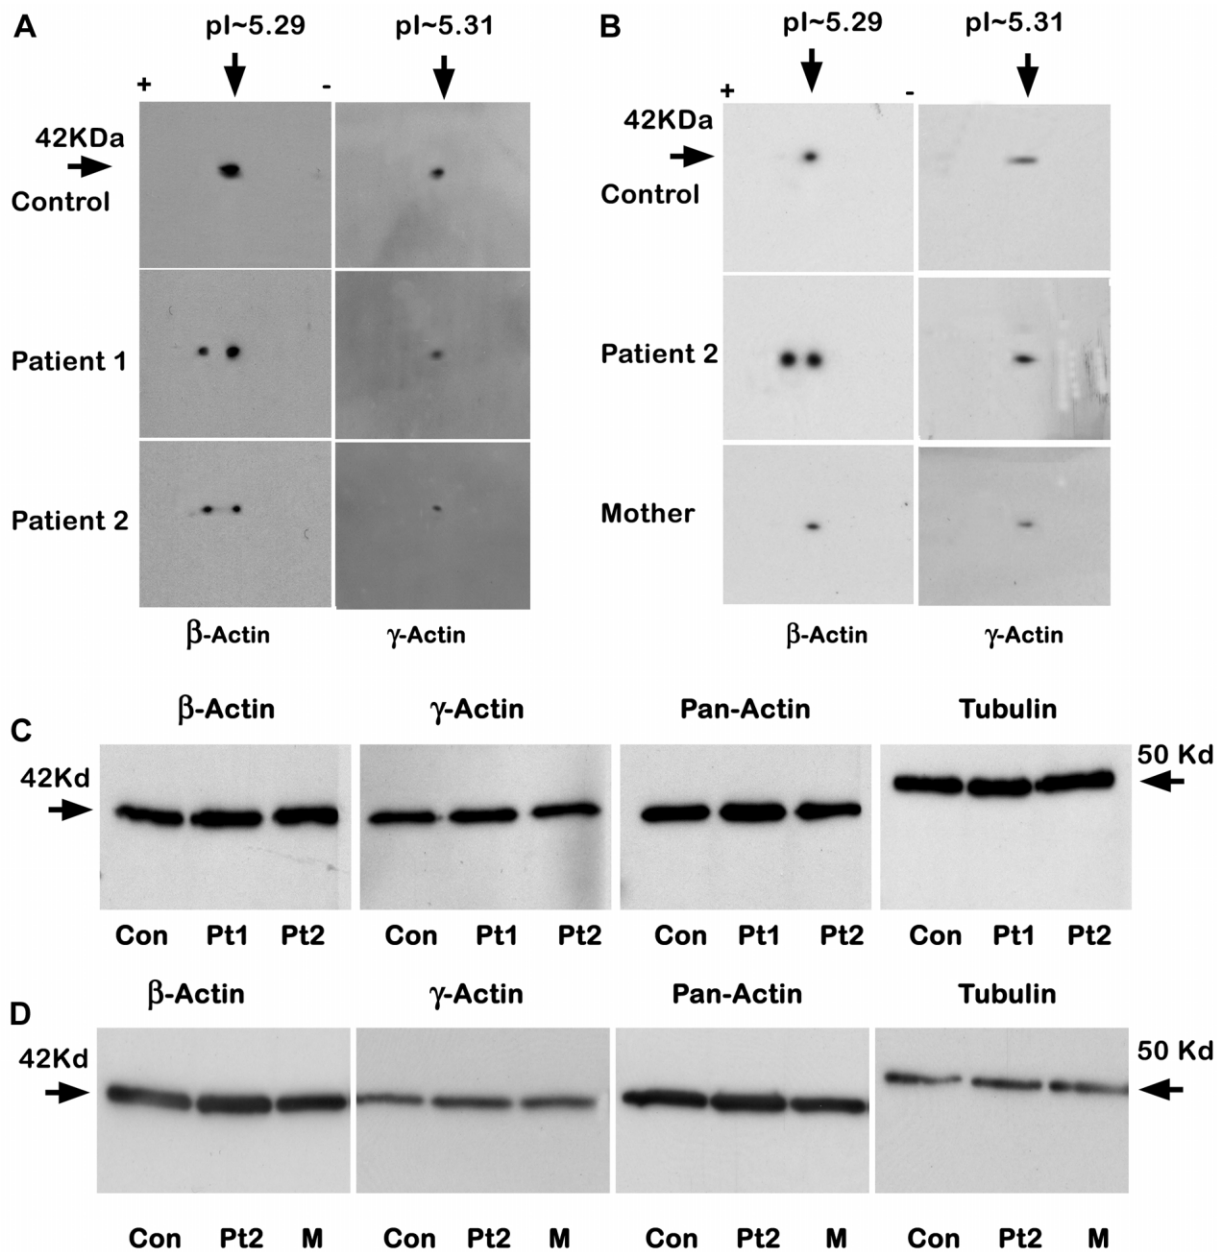 A pI~5.29 pI~5.31
+ -
42KDa
Control
Patient 1
Patient 2
β-Actin γ-Actin
B pI~5.29 pI~5.31
+ -
42KDa
Control
Patient 2
Mother
β-Actin γ-Actin
C β-Actin γ-Actin Pan-Actin Tubulin
42Kd 50 Kd
Con Pt1 Pt2 Con Pt1 Pt2 Con Pt1 Pt2 Con Pt1 Pt2
D β-Actin γ-Actin Pan-Actin Tubulin
42Kd 50 Kd
Con Pt2 M Con Pt2 M Con Pt2 M Con Pt2 M